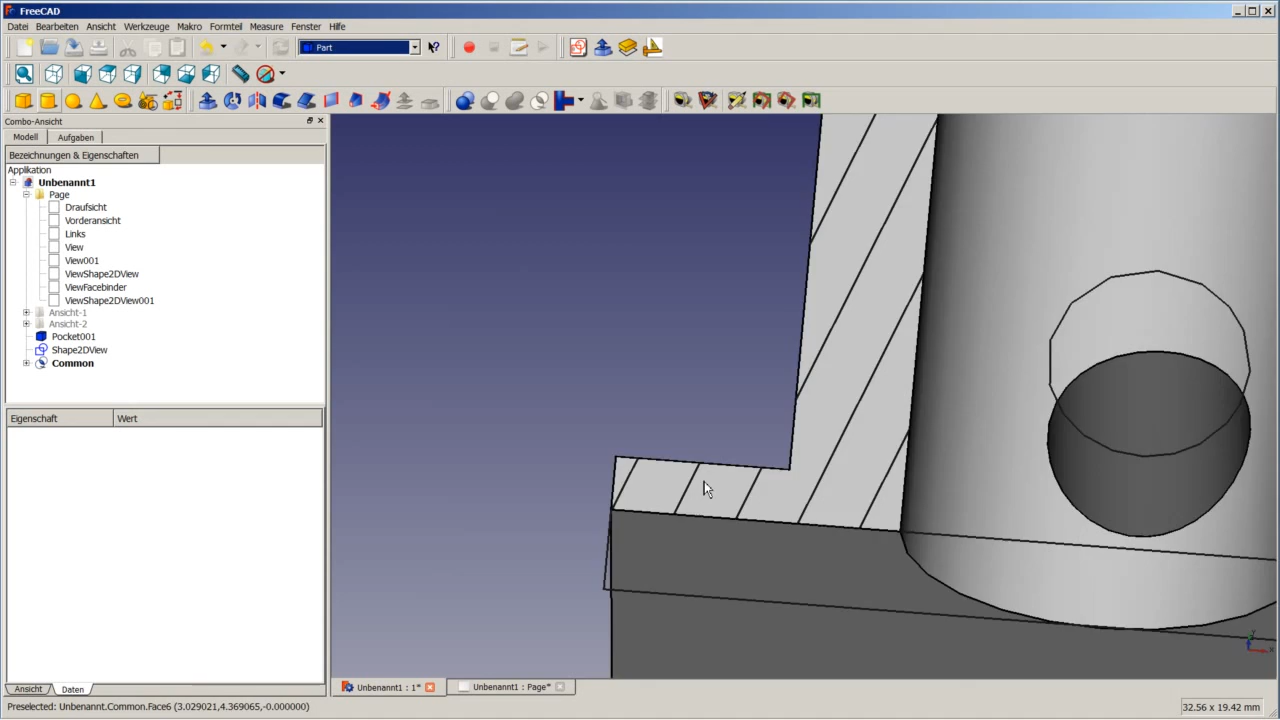 FreeCAD
Datei Bearbeiten Ansicht Werkzeuge Makro Formteil Measure Fenster Hilfe
Part
Combo-Ansicht
Modell Aufgaben
Bezeichnungen & Eigenschaften
Applikation
Unbenannt1
Page
Draufsicht
Vorderansicht
Links
View
View001
ViewShape2DView
ViewFacebinder
ViewShape2DView001
Ansicht-1
Ansicht-2
Pocket001
Shape2DView
Common
Eigenschaft Wert
Ansicht Daten
Unbenannt1 : 1* Unbenannt1 : Page*
Preselected: Unbenannt.Common.Face6 (3.029021,4.369065,-0.000000) 32.56 x 19.42 mm